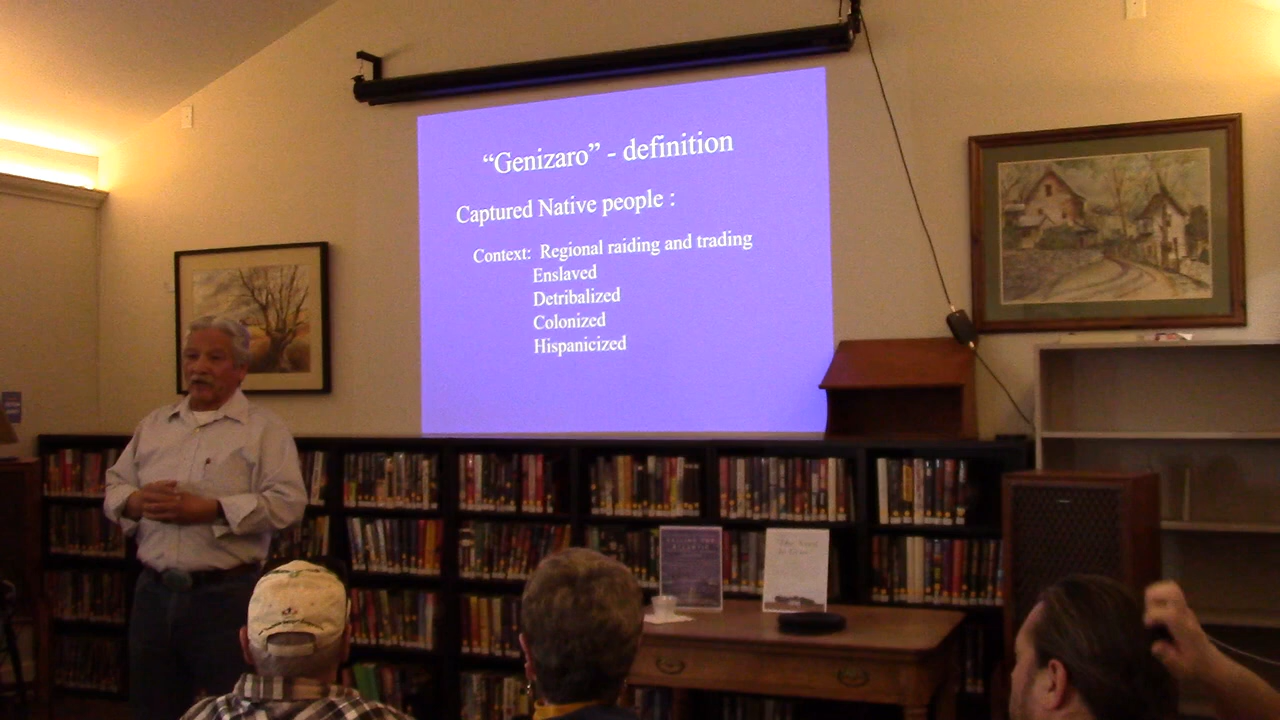 “Genizaro” - definition
Captured Native people :
Context: Regional raiding and trading
Enslaved
Detribalized
Colonized
Hispanicized